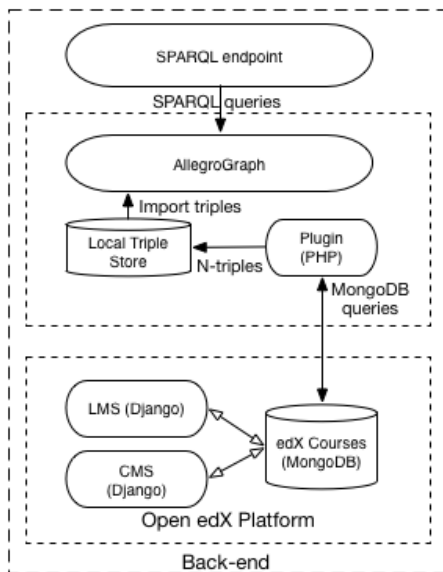 SPARQL endpoint
SPARQL queries
AllegroGraph
Import triples
Local Triple
Store
N-triples
Plugin
(PHP)
MongoDB
queries
LMS (Django)
CMS
(Django)
edX Courses
(MongoDB)
Open edX Platform
Back-end